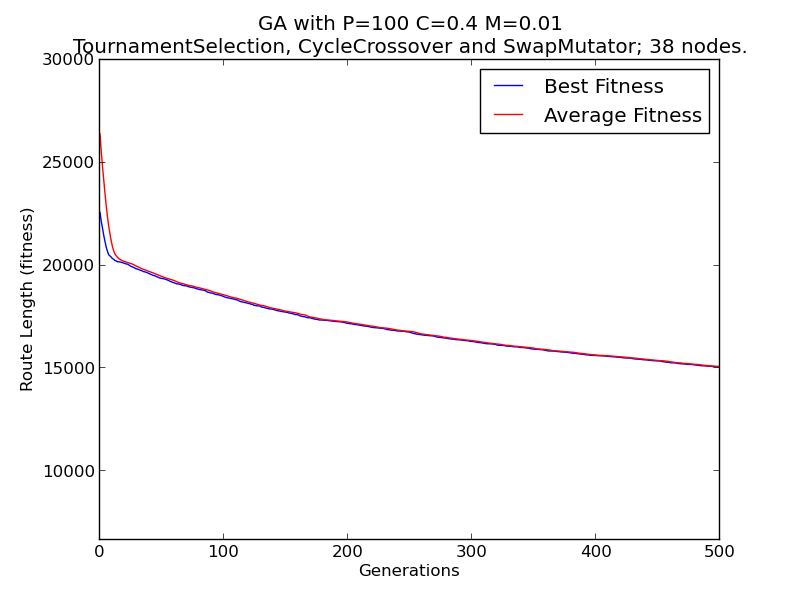 GA with P=100 C=0.4 M=0.01
TournamentSelection, CycleCrossover and SwapMutator; 38 nodes.
30000
25000
20000
15000
10000
Route Length (fitness)
Best Fitness
Average Fitness
0 100 200 300 400 500
Generations